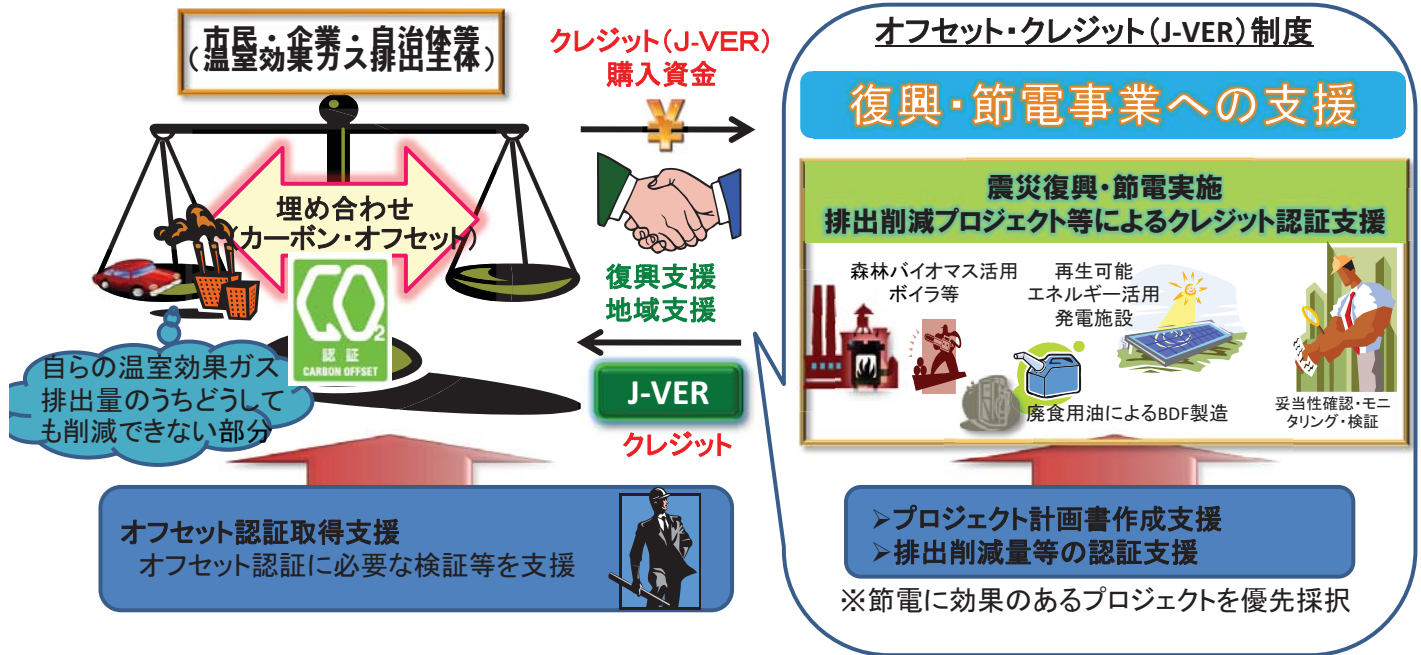 市民・企業・自治体等
（温室効果ガス排出主体）
埋め合わせ
（カーボン・オフセット）
CO2
認証
CARBON OFFSET
自らの温室効果ガス
排出量のうちどうして
も削減できない部分
オフセット認証取得支援
オフセット認証に必要な検証等を支援
クレジット（J-VER）
購入資金
¥
復興支援
地域支援
J-VER
クレジット
オフセット・クレジット（J-VER）制度
復興・節電事業への支援
震災復興・節電実施
排出削減プロジェクト等によるクレジット認証支援
森林バイオマス活用
ボイラ等
再生可能
エネルギー活用
発電施設
廃食用油によるBDF製造
妥当性確認・モニ
タリング・検証
➢プロジェクト計画書作成支援
➢排出削減量等の認証支援
※節電に効果のあるプロジェクトを優先採択